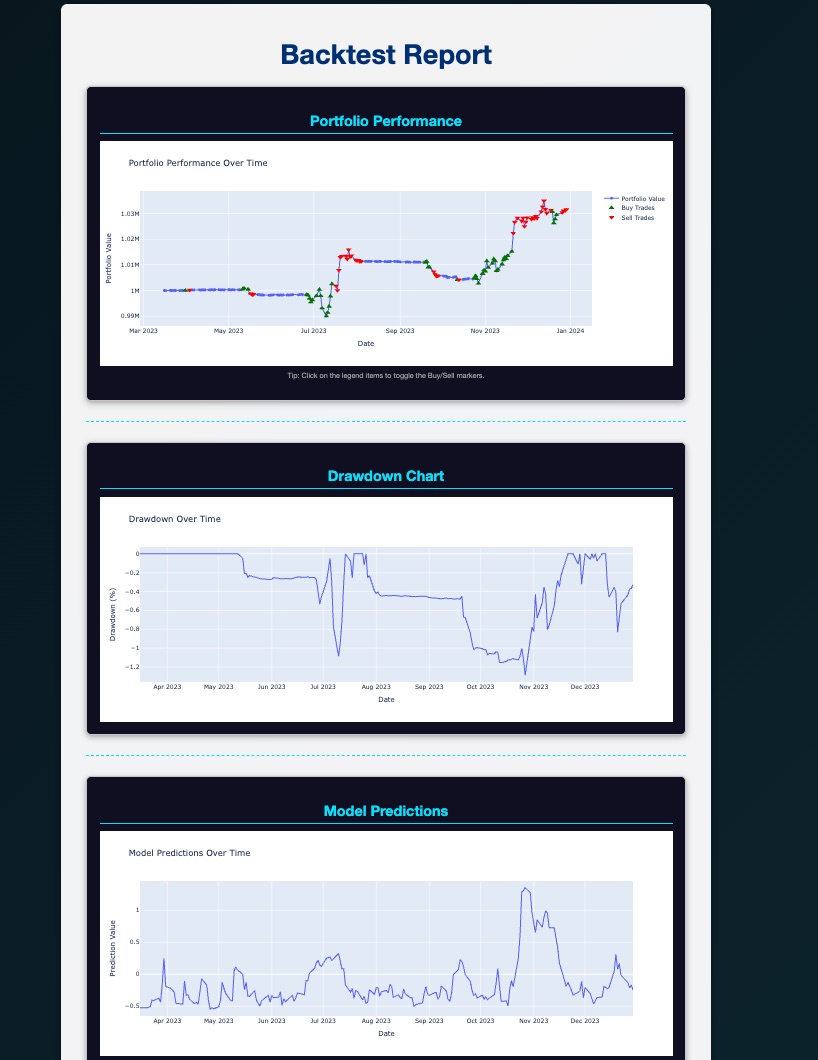 Backtest Report
Portfolio Performance
Portfolio Performance Over Time
Portfolio Value
Buy Trades
Sell Trades
Portfolio Value
1.03M
1.02M
1.01M
1M
0.99M
Mar 2023 May 2023 Jul 2023 Sep 2023 Nov 2023 Jan 2024
Date
Tip: Click on the legend items to toggle the Buy/Sell markers.
Drawdown Chart
Drawdown Over Time
Drawdown (%)
0
−0.2
−0.4
−0.6
−0.8
−1
−1.2
Apr 2023 May 2023 Jun 2023 Jul 2023 Aug 2023 Sep 2023 Oct 2023 Nov 2023 Dec 2023
Date
Model Predictions
Model Predictions Over Time
Prediction Value
1
0.5
0
−0.5
Apr 2023 May 2023 Jun 2023 Jul 2023 Aug 2023 Sep 2023 Oct 2023 Nov 2023 Dec 2023
Date